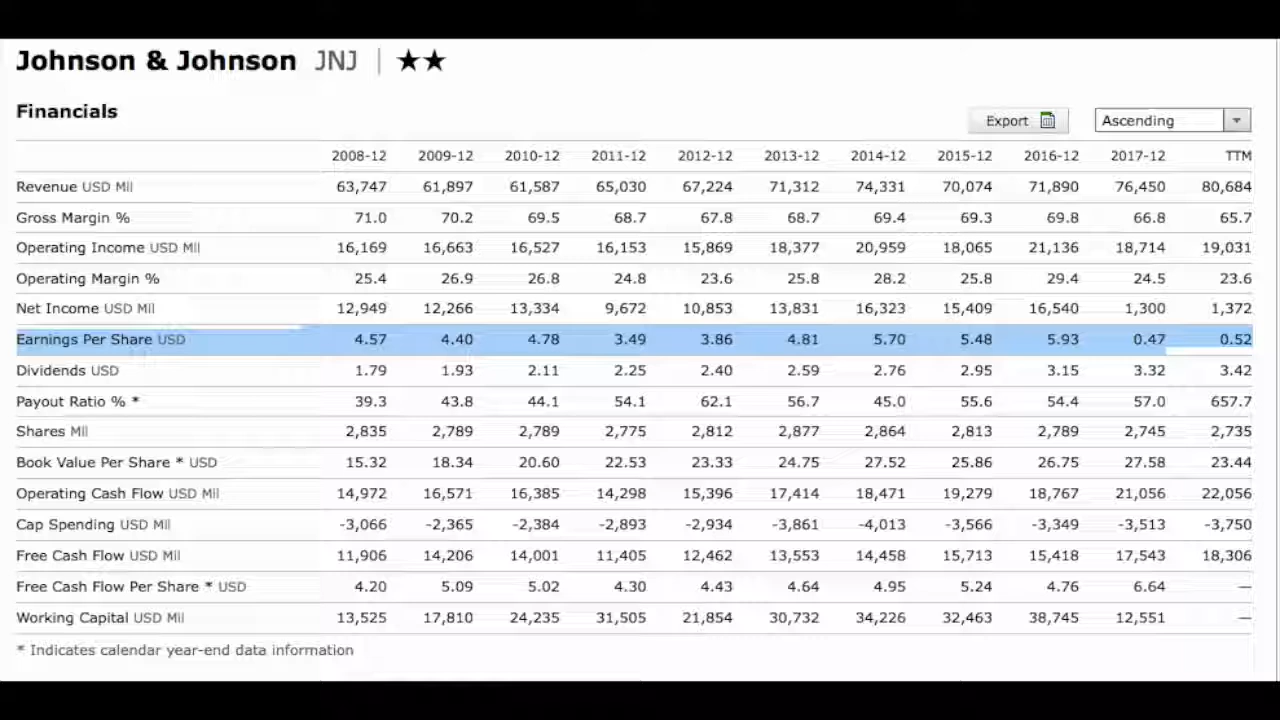 Johnson & Johnson JNJ | ★★
Financials
Export Ascending
2008-12 2009-12 2010-12 2011-12 2012-12 2013-12 2014-12 2015-12 2016-12 2017-12 TTM
Revenue USD Mil 63,747 61,897 61,587 65,030 67,224 71,312 74,331 70,074 71,890 76,450 80,684
Gross Margin % 71.0 70.2 69.5 68.7 67.8 68.7 69.4 69.3 69.8 66.8 65.7
Operating Income USD Mil 16,169 16,663 16,527 16,153 15,869 18,377 20,959 18,065 21,136 18,714 19,031
Operating Margin % 25.4 26.9 26.8 24.8 23.6 25.8 28.2 25.8 29.4 24.5 23.6
Net Income USD Mil 12,949 12,266 13,334 9,672 10,853 13,831 16,323 15,409 16,540 1,300 1,372
Earnings Per Share USD 4.57 4.40 4.78 3.49 3.86 4.81 5.70 5.48 5.93 0.47 0.52
Dividends USD 1.79 1.93 2.11 2.25 2.40 2.59 2.76 2.95 3.15 3.32 3.42
Payout Ratio % * 39.3 43.8 44.1 54.1 62.1 56.7 45.0 55.6 54.4 57.0 657.7
Shares Mil 2,835 2,789 2,789 2,775 2,812 2,877 2,864 2,813 2,789 2,745 2,735
Book Value Per Share * USD 15.32 18.34 20.60 22.53 23.33 24.75 27.52 25.86 26.75 27.58 23.44
Operating Cash Flow USD Mil 14,972 16,571 16,385 14,298 15,396 17,414 18,471 19,279 18,767 21,056 22,056
Cap Spending USD Mil -3,066 -2,365 -2,384 -2,893 -2,934 -3,861 -4,013 -3,566 -3,349 -3,513 -3,750
Free Cash Flow USD Mil 11,906 14,206 14,001 11,405 12,462 13,553 14,458 15,713 15,418 17,543 18,306
Free Cash Flow Per Share * USD 4.20 5.09 5.02 4.30 4.43 4.64 4.95 5.24 4.76 6.64 —
Working Capital USD Mil 13,525 17,810 24,235 31,505 21,854 30,732 34,226 32,463 38,745 12,551 —
* Indicates calendar year-end data information